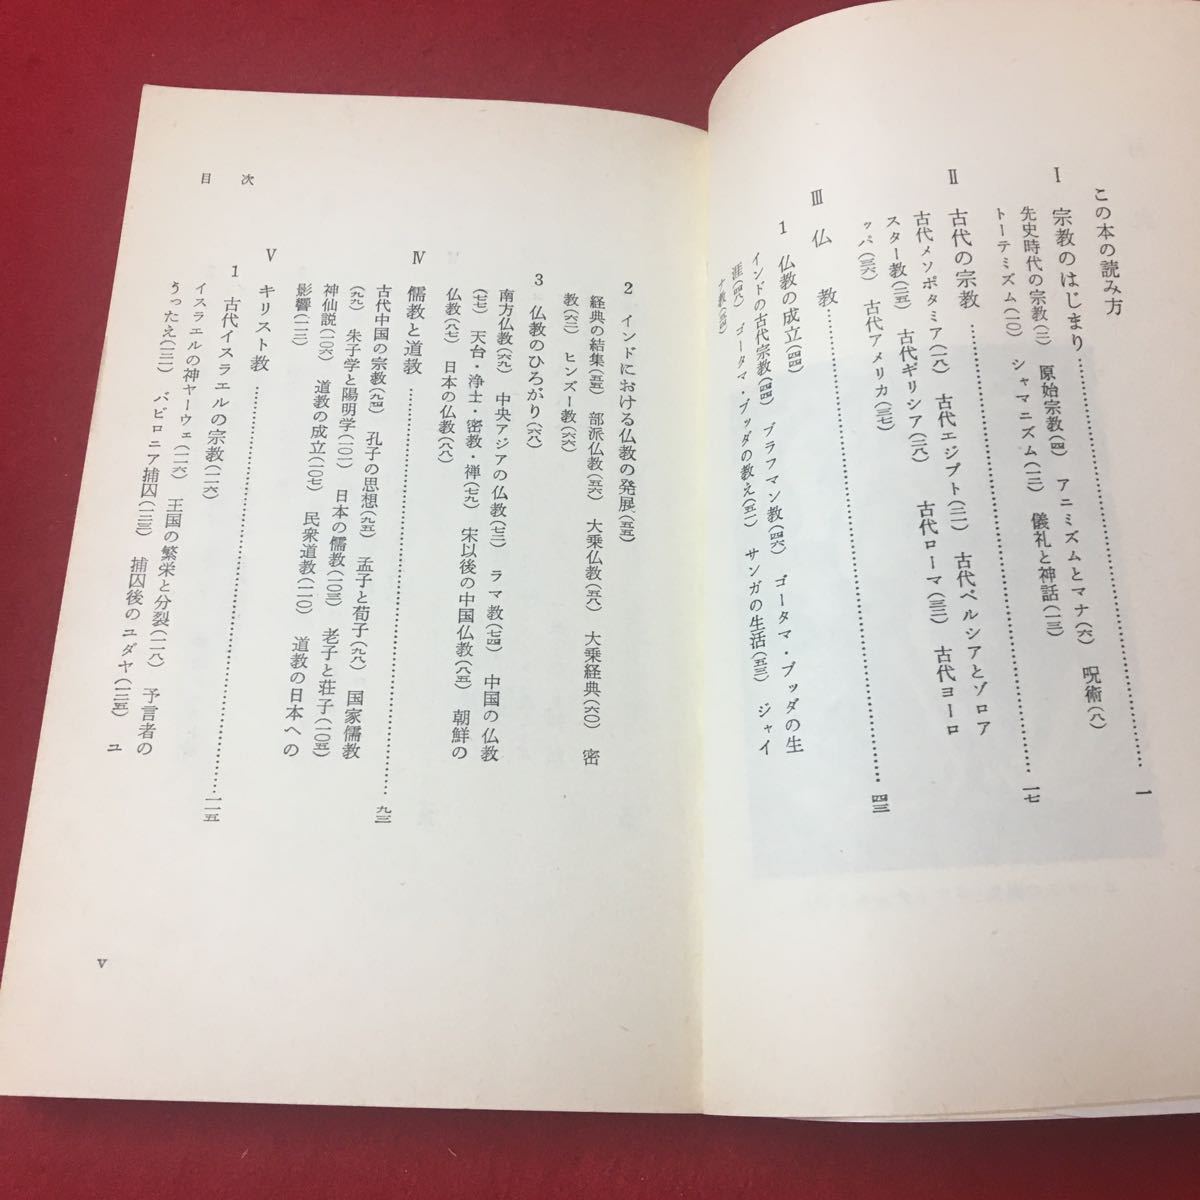 この本の読み方
I 宗教のはじまり……………………一
先史時代の宗教(二) 原始宗教(四) アニミズムとマナ(六) 呪術(八)
トーテミズム(一〇) シャマニズム(一二) 儀礼と神話(一三)
II 古代の宗教……………………一七
古代メソポタミア(一八) 古代エジプト(二一) 古代ペルシアとゾロア
スター教(二五) 古代ギリシア(二八) 古代ローマ(三三) 古代ヨーロ
ッパ(三六) 古代アメリカ(三七)
III 仏教……………………四三
1 仏教の成立(四四)
インドの古代宗教(四四) ブラフマン教(四六) ゴータマ・ブッダの生
涯(四八) ゴータマ・ブッダの教え(五一) サンガの生活(五三) ジャイ
ナ教(五四)
2 インドにおける仏教の発展(五五)
経典の結集(五五) 部派仏教(五六) 大乗仏教(五八) 大乗経典(六〇) 密
教(六二) ヒンズー教(六六)
3 仏教のひろがり(六八)
南方仏教(六九) 中央アジアの仏教(七三) ラマ教(七四) 中国の仏教
(七七) 天台・浄土・密教・禅(七九) 宋以後の中国仏教(八五) 朝鮮の
仏教(八七) 日本の仏教(八八)
IV 儒教と道教……………………九三
古代中国の宗教(九四) 孔子の思想(九五) 孟子と荀子(九八) 国家儒教
(九九) 朱子学と陽明学(一〇一) 日本の儒教(一〇三) 老子と荘子(一〇五)
神仙説(一〇六) 道教の成立(一〇七) 民衆道教(一一〇) 道教の日本への
影響(一一三)
V キリスト教……………………一一五
1 古代イスラエルの宗教(一一六)
イスラエルの神ヤーウェ(一一六) 王国の繁栄と分裂(一一八) 予言者の
うったえ(一二一) バビロニア捕囚(一二三) 捕囚後のユダヤ(一二五) ユ
目次
v